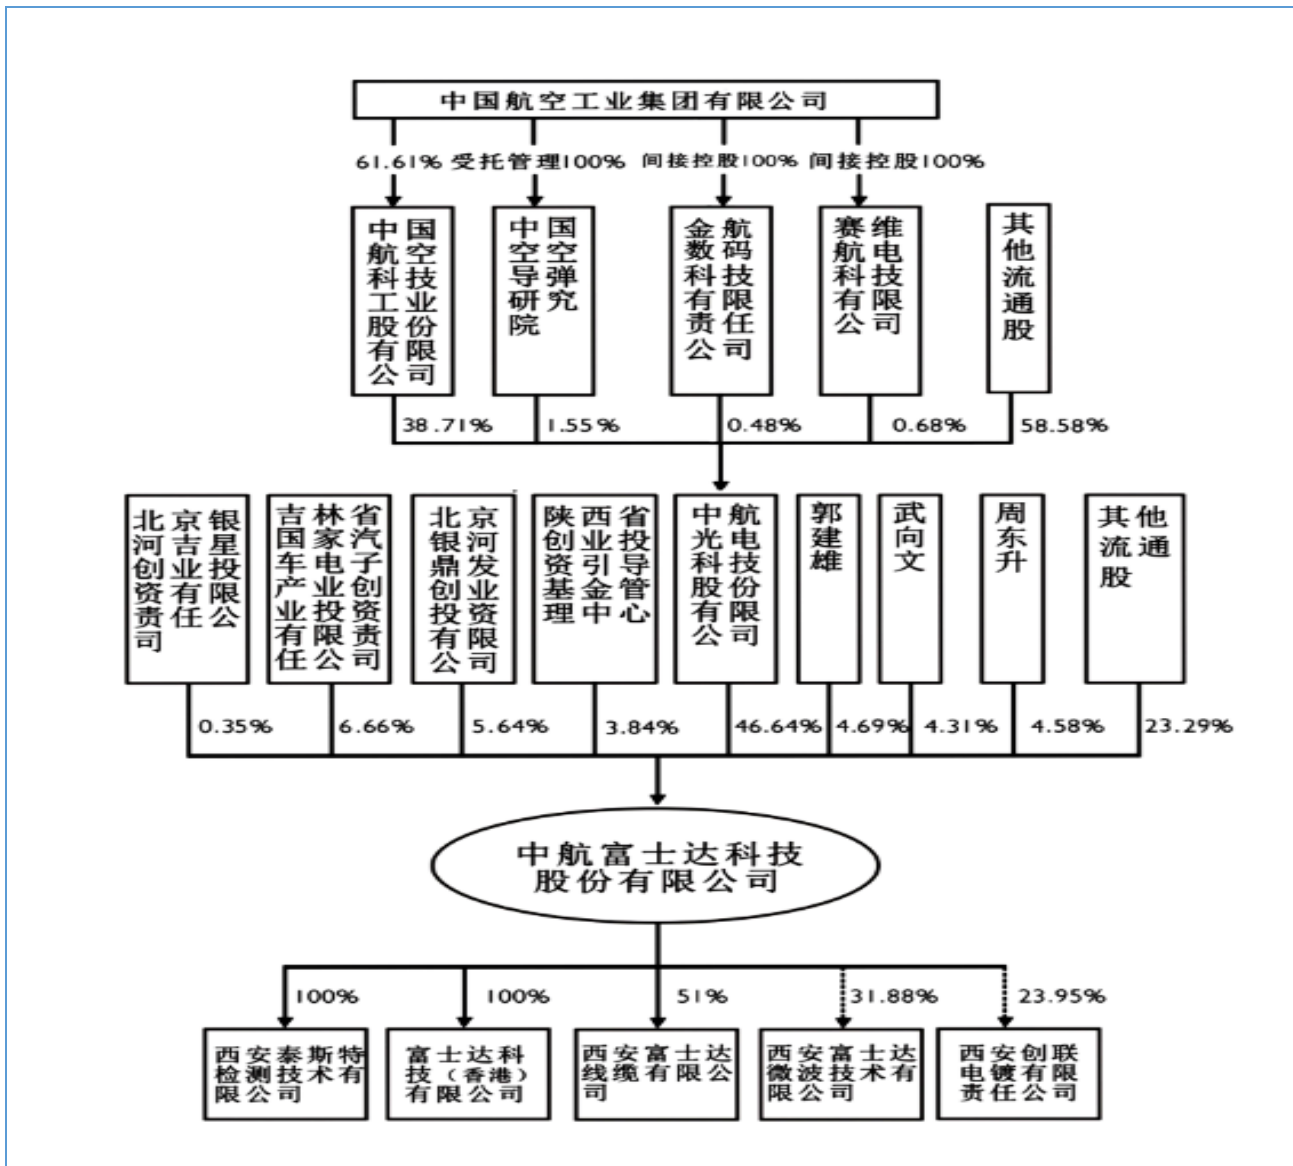 中国航空工业集团有限公司
61.61%
受托管理100%
间接控股100%
间接控股100%
中国
航空
科技
工业
股份
有限
公司
中国
空空
导弹
研究
院
金航
数码
科技
有限
责任
公司
赛维
航电
科技
有限
公司
其
他
流
通
股
38.71%
1.55%
0.48%
0.68%
58.58%
北京银
河吉星
创业投
资有限
责任公
司
吉林省
国家汽
车电子
产业创
业投资
有限责
任公司
北京
银河
鼎发
创业
投资
有限
公司
陕西省
创业投
资引导
基金管
理中心
中航
光电
科技
股份
有限
公司
郭
建
雄
武
向
文
周
东
升
其他
流通
股
0.35%
6.66%
5.64%
3.84%
46.64%
4.69%
4.31%
4.58%
23.29%
中航富士达科技
股份有限公司
100%
100%
51%
31.88%
23.95%
西安泰斯特
检测技术有
限公司
富士达科
技（香港）
有限公司
西安富士达
线缆有限公
司
西安富士达
微波技术有
限公司
西安创联
电镀有限
责任公司